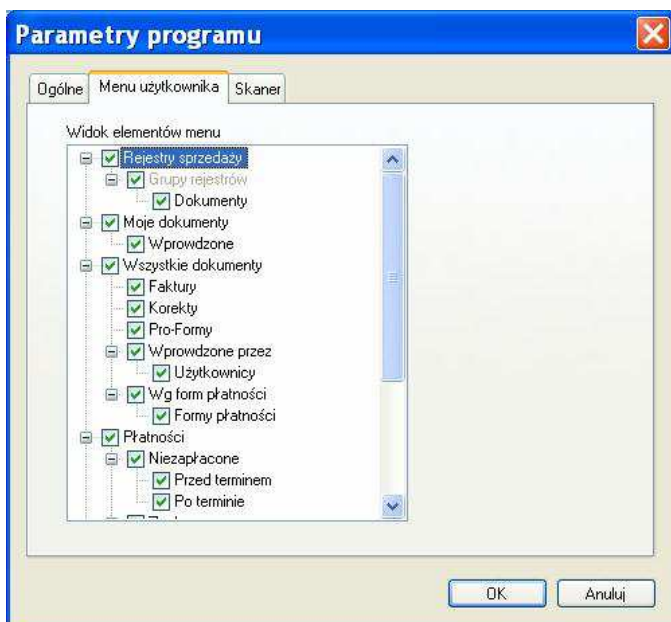 Parametry programu
Ogólne Menu użytkownika Skaner
Widok elementów menu
Rejestry sprzedaży
Grupy rejestrów
Dokumenty
Moje dokumenty
Wprowdzone
Wszystkie dokumenty
Faktury
Korekty
Pro-Formy
Wprowdzone przez
Użytkownicy
Wg form płatności
Formy płatności
Płatności
Niezapłacone
Przed terminem
Po terminie
OK Anuluj